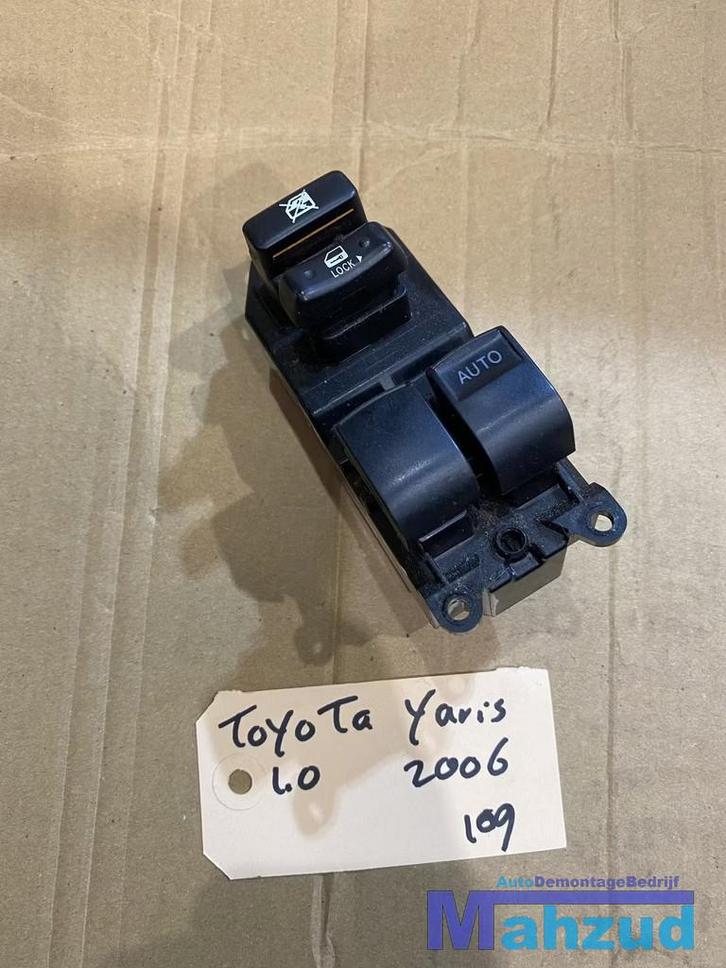 LOCK
AUTO
Toyota Yaris
1.0 2006
109
AutoDemontageBedrijf
Mahzud